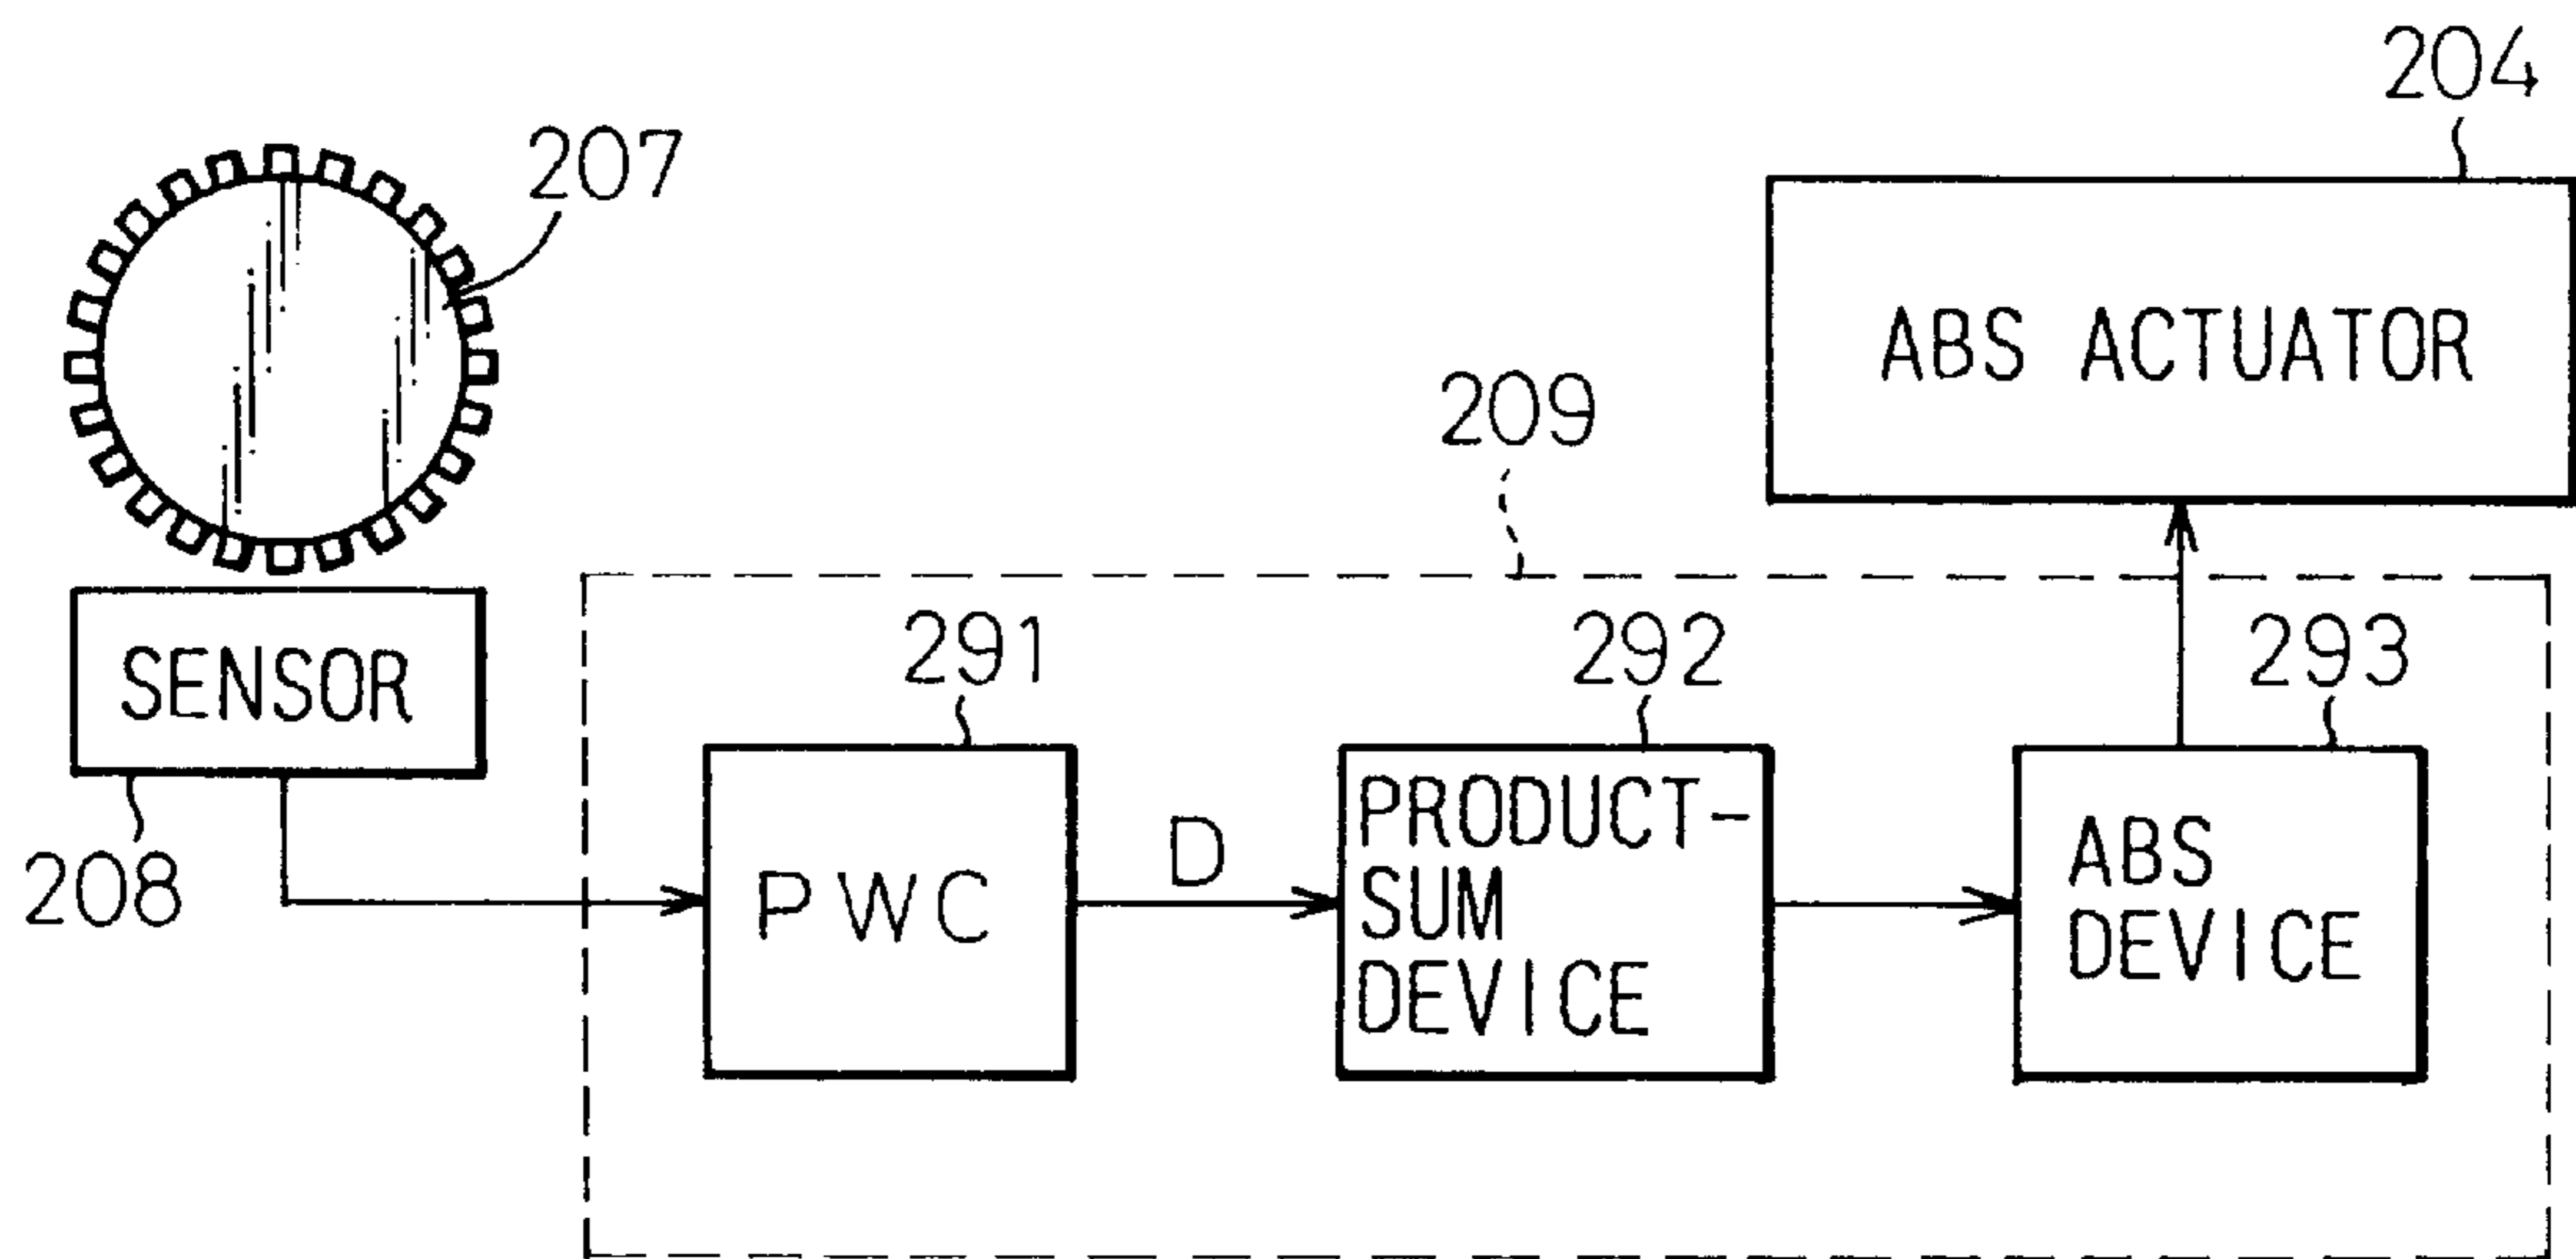 204
207
ABS ACTUATOR
209
SENSOR
291
292
293
208
PWC
D
PRODUCT-
SUM
DEVICE
ABS
DEVICE